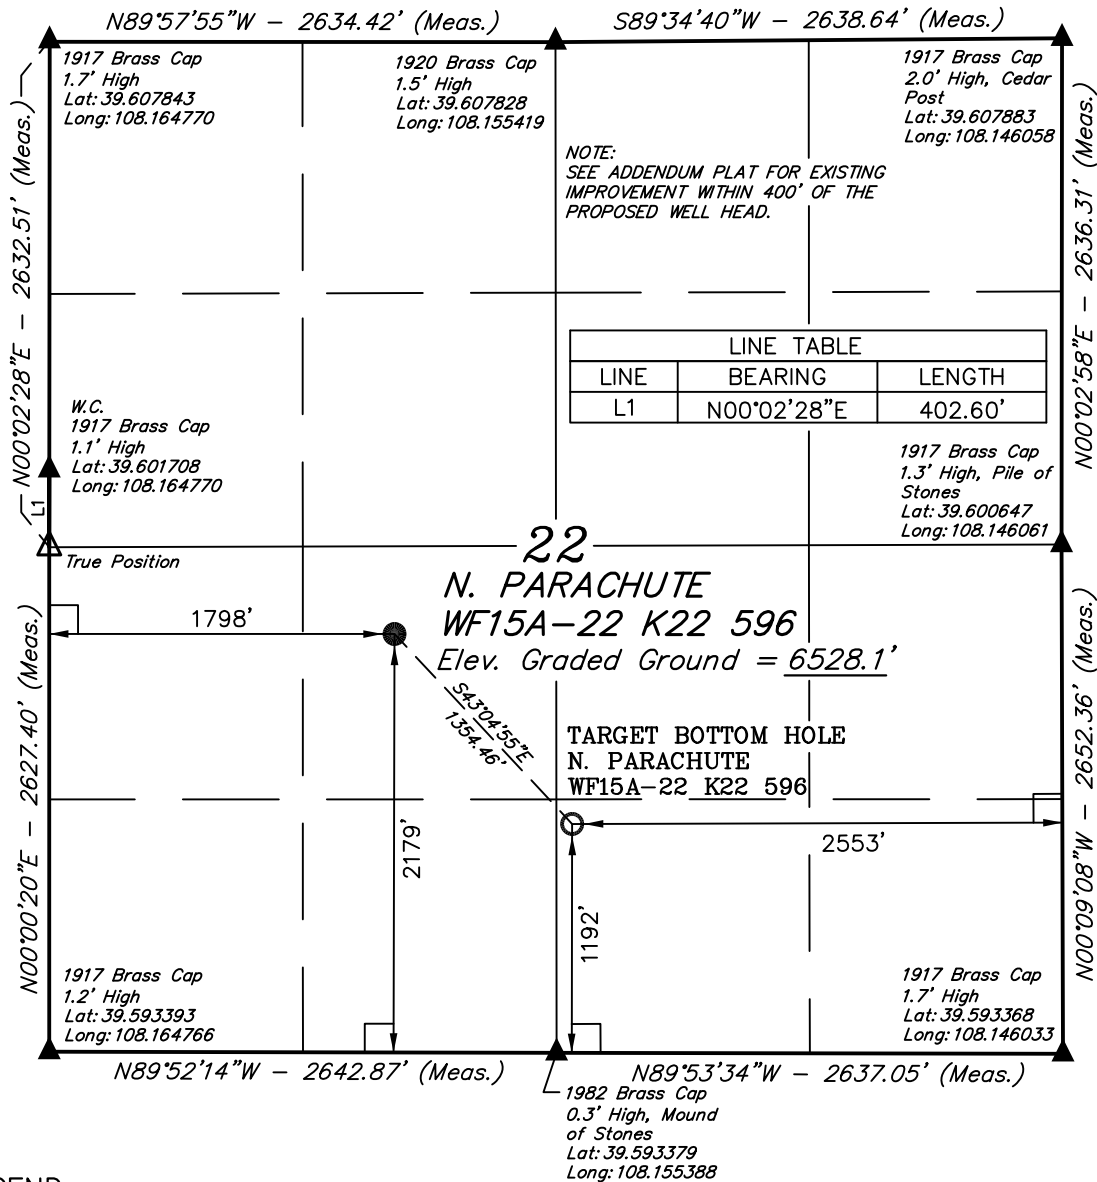 N89°57'55"W - 2634.42' (Meas.)
S89°34'40"W - 2638.64' (Meas.)
1917 Brass Cap
1.7' High
Lat: 39.607843
Long: 108.164770
1920 Brass Cap
1.5' High
Lat: 39.607828
Long: 108.155419
1917 Brass Cap
2.0' High, Cedar
Post
Lat: 39.607883
Long: 108.146058
NOTE:
SEE ADDENDUM PLAT FOR EXISTING
IMPROVEMENT WITHIN 400' OF THE
PROPOSED WELL HEAD.
N00°02'28"E - 2632.51' (Meas.)
N00°02'58"E - 2636.31' (Meas.)
LINE TABLE
LINE BEARING LENGTH
L1 N00°02'28"E 402.60'
W.C.
1917 Brass Cap
1.1' High
Lat: 39.601708
Long: 108.164770
1917 Brass Cap
1.3' High, Pile of
Stones
Lat: 39.600647
Long: 108.146061
L1
True Position
22
N. PARACHUTE
WF15A-22 K22 596
Elev. Graded Ground = 6528.1'
1798'
S43°04'55"E
1354.46'
TARGET BOTTOM HOLE
N. PARACHUTE
WF15A-22 K22 596
2179'
2553'
1192'
N00°00'20"E - 2627.40' (Meas.)
N00°09'08"W - 2652.36' (Meas.)
1917 Brass Cap
1.2' High
Lat: 39.593393
Long: 108.164766
1917 Brass Cap
1.7' High
Lat: 39.593368
Long: 108.146033
N89°52'14"W - 2642.87' (Meas.)
N89°53'34"W - 2637.05' (Meas.)
1982 Brass Cap
0.3' High, Mound
of Stones
Lat: 39.593379
Long: 108.155388